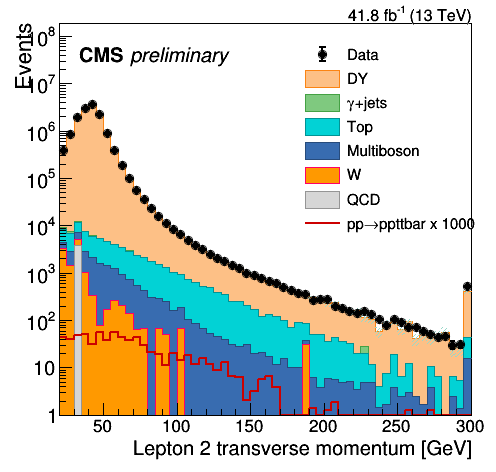 41.8 fb⁻¹ (13 TeV)
Events
CMS preliminary
Data
DY
γ+jets
Top
Multiboson
W
QCD
pp→ppttbar x 1000
10⁸
10⁷
10⁶
10⁵
10⁴
10³
10²
10
1
50 100 150 200 250 300
Lepton 2 transverse momentum [GeV]